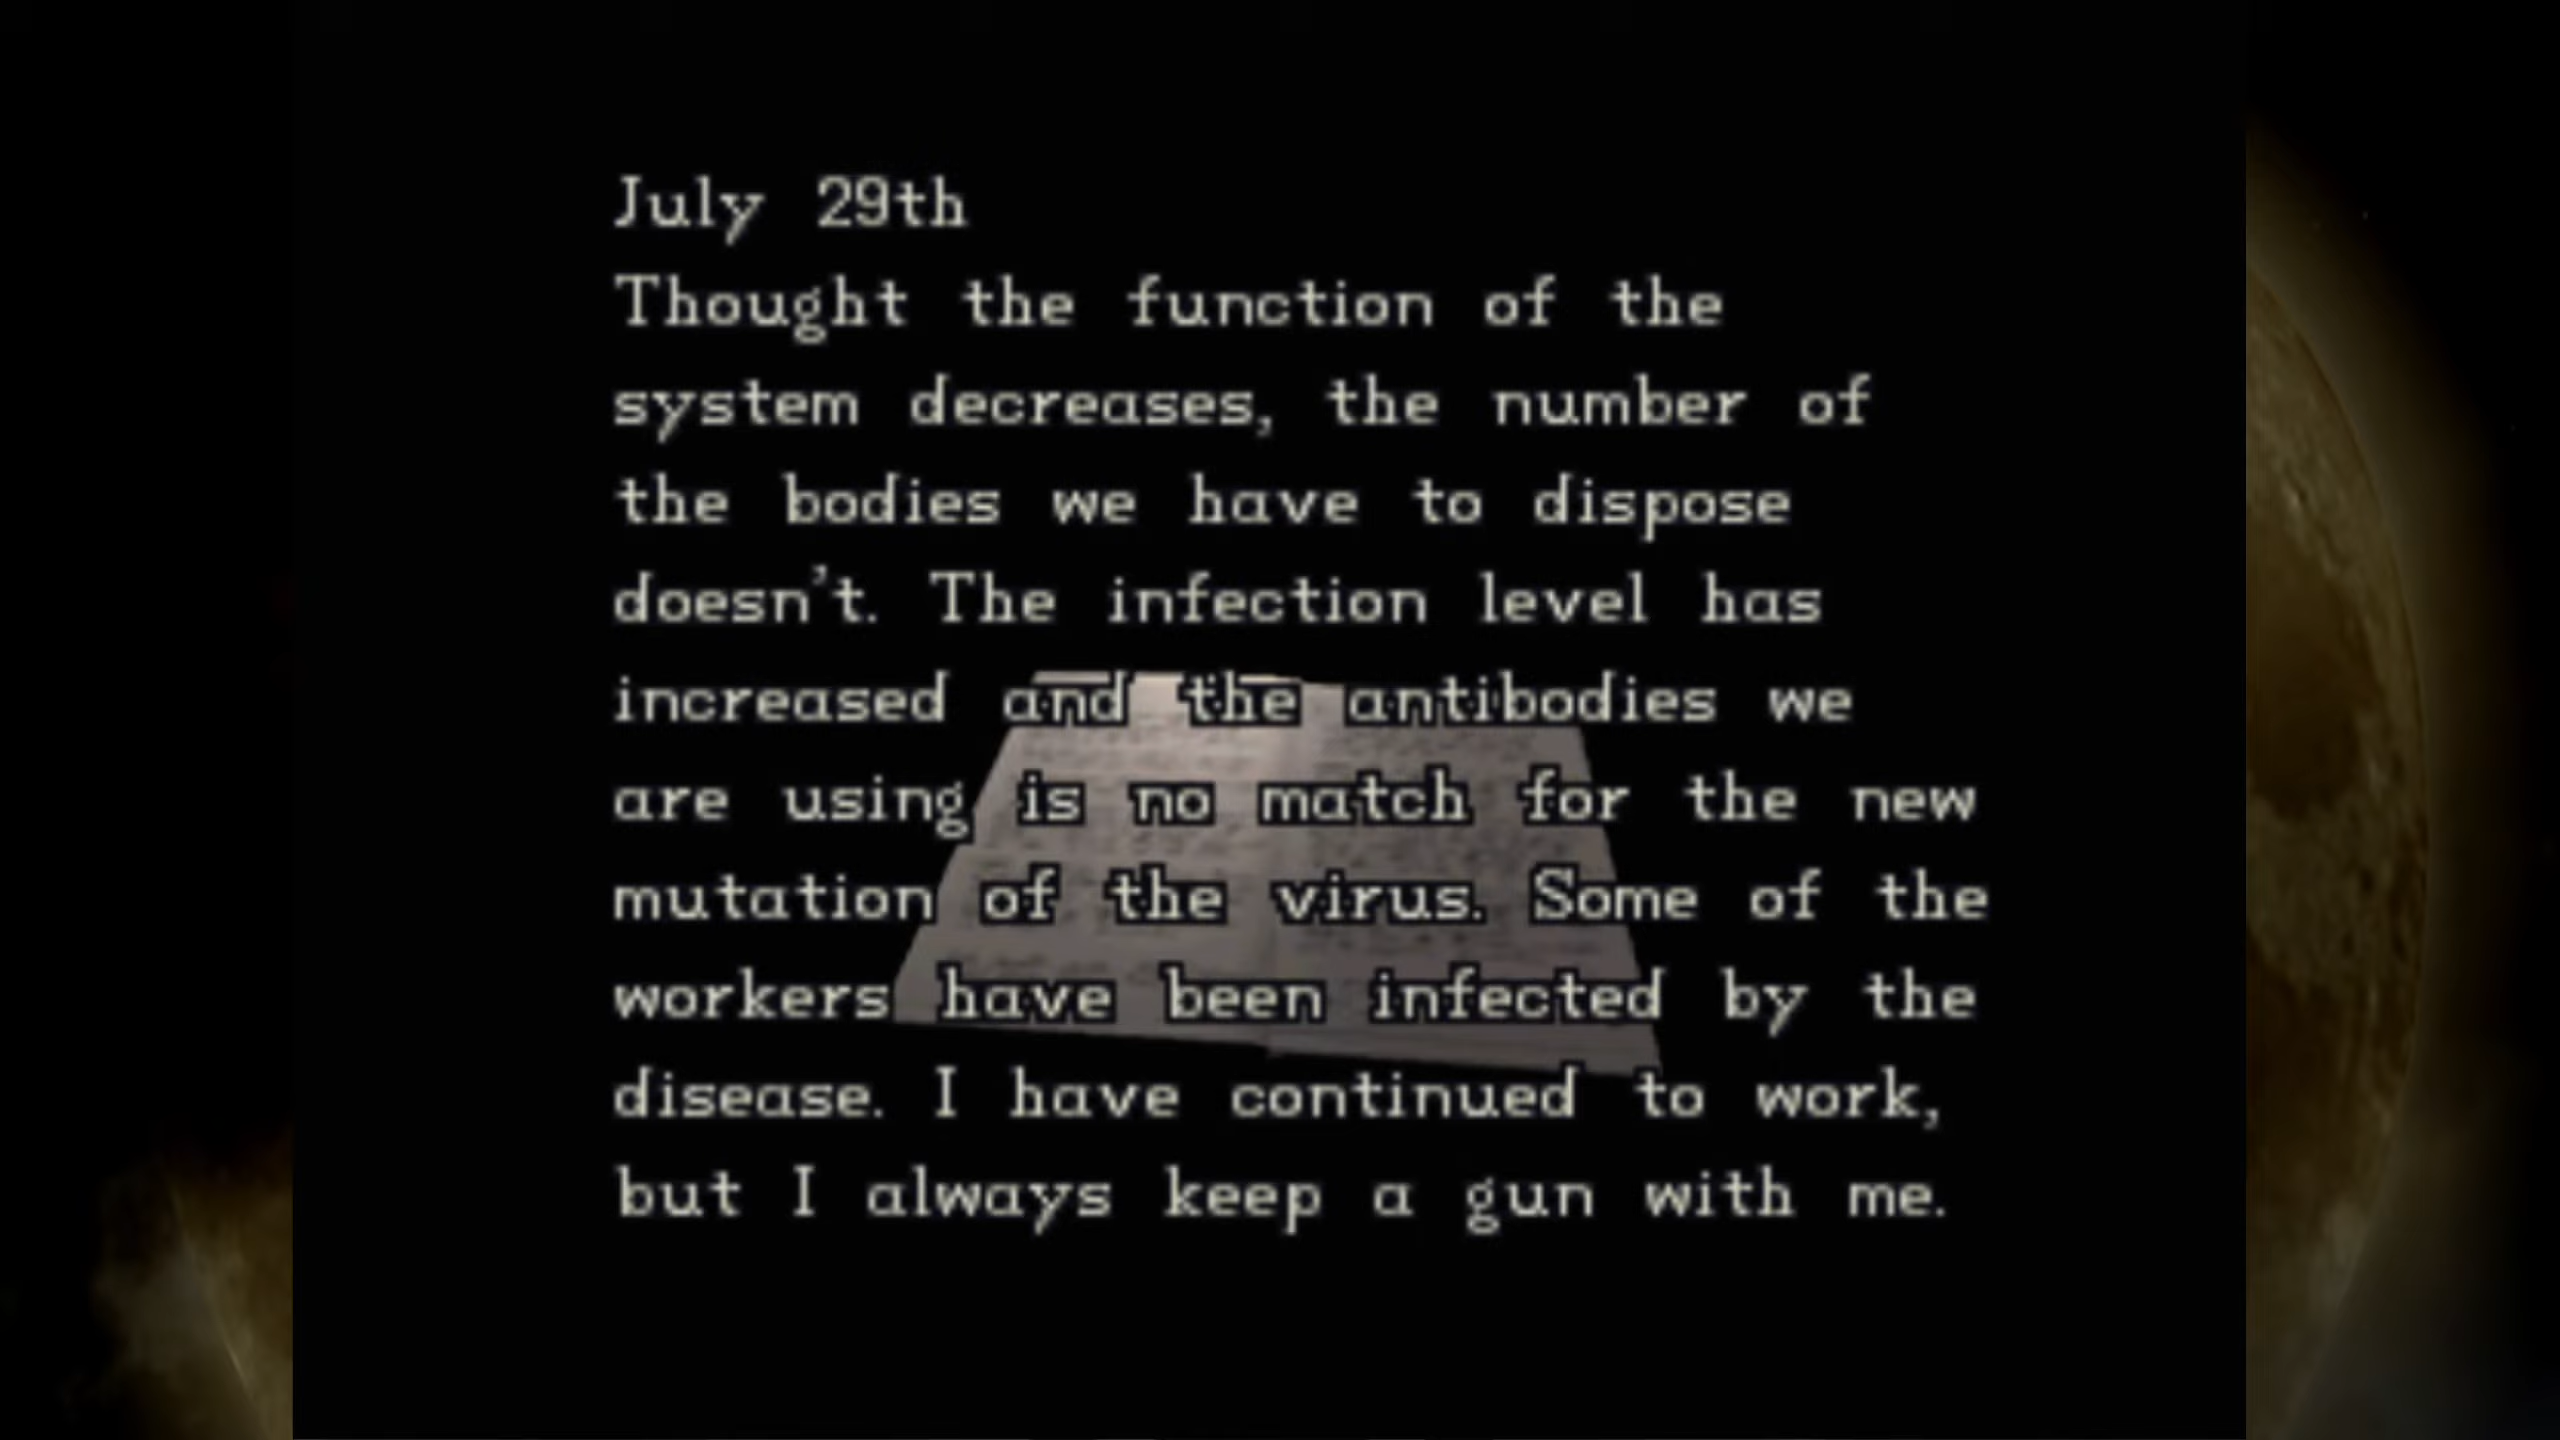 July 29th
Thought the function of the
system decreases, the number of
the bodies we have to dispose
doesn't. The infection level has
increased and the antibodies we
are using is no match for the new
mutation of the virus. Some of the
workers have been infected by the
disease. I have continued to work,
but I always keep a gun with me.